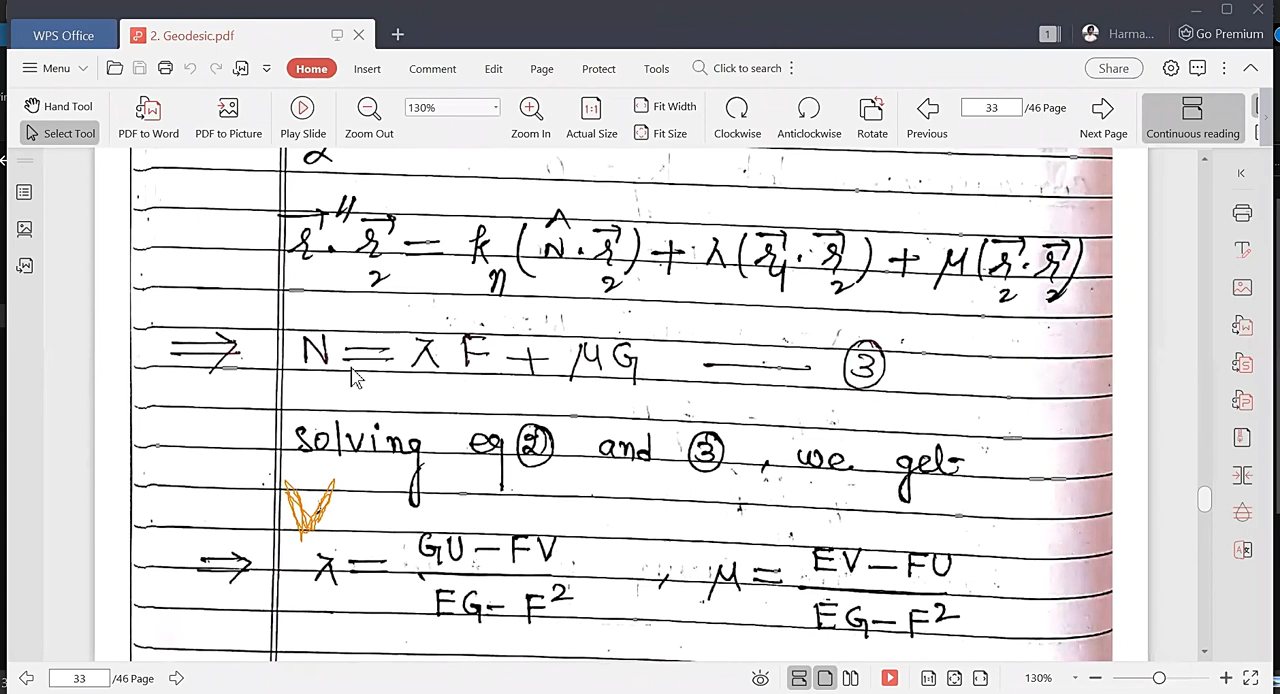 WPS Office 2. Geodesic.pdf 1 Harma... Go Premium
Menu Home Insert Comment Edit Page Protect Tools Click to search Share
Hand Tool 130% Fit Width 33 /46 Page
Select Tool PDF to Word PDF to Picture Play Slide Zoom Out Zoom In Actual Size Fit Size Clockwise Anticlockwise Rotate Previous Next Page Continuous reading
r⃗″ · r⃗₂ = kη (N̂ · r⃗₂) + λ (r⃗₁ · r⃗₂) + μ (r⃗₂ · r⃗₂)
⟹ N = λ F + μG —— ③
solving eq ② and ③, we get-
V
⟹ λ = (GU − FV)/(EG − F²) , μ = (EV − FU)/(EG − F²)
33 /46 Page 130%